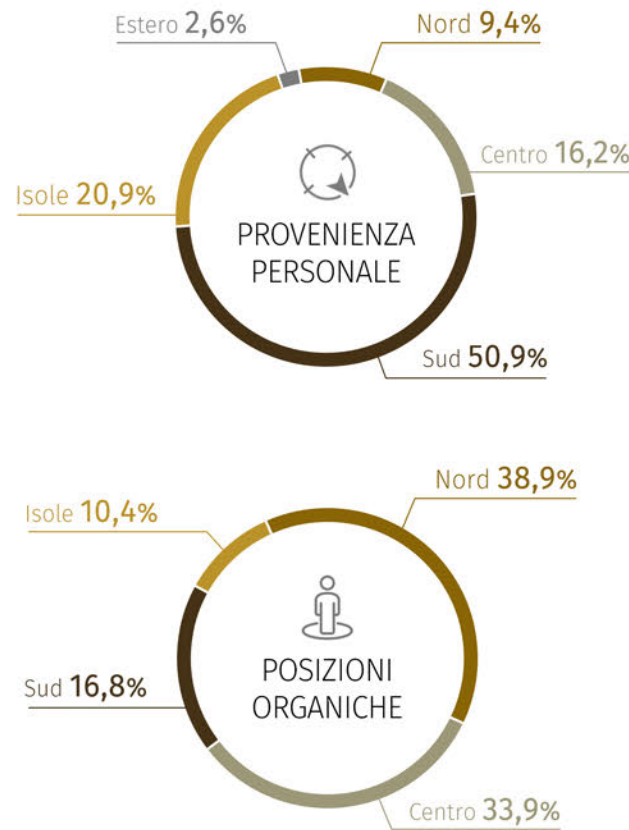 Estero 2,6%
Nord 9,4%
Centro 16,2%
Isole 20,9%
PROVENIENZA
PERSONALE
Sud 50,9%
Nord 38,9%
Isole 10,4%
POSIZIONI
ORGANICHE
Sud 16,8%
Centro 33,9%